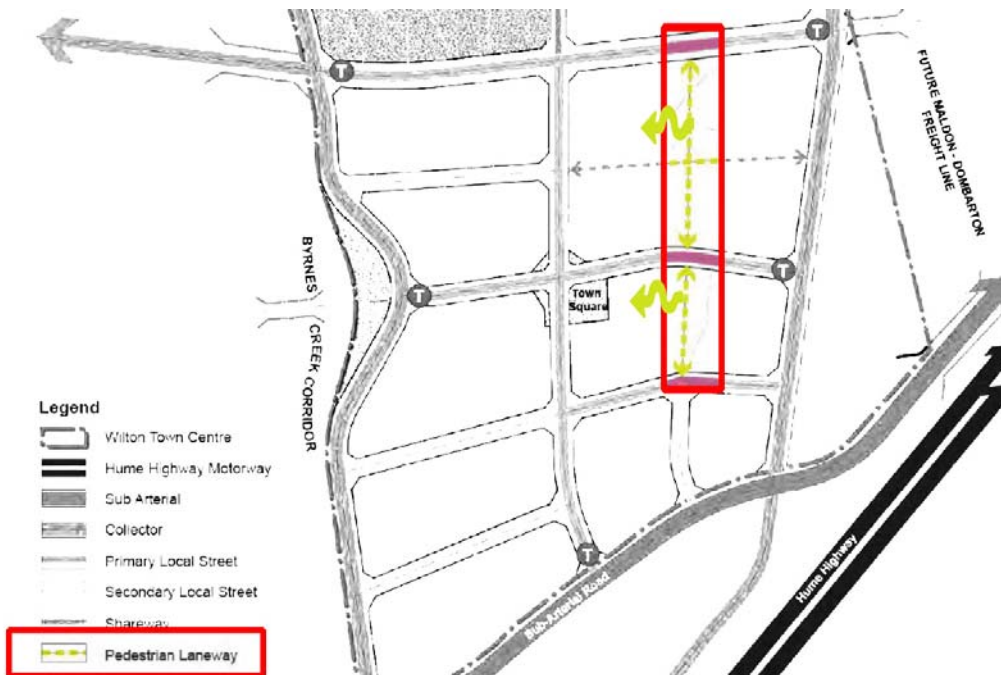 T
T
FUTURE MALDON - DOMBARTON
FREIGHT LINE
BYRNES
CREEK CORRIDOR
T
T
Town
Square
T
Sub-Arterial Road
Hume Highway
Legend
Wilton Town Centre
Hume Highway Motorway
Sub Arterial
Collector
Primary Local Street
Secondary Local Street
Shareway
Pedestrian Laneway